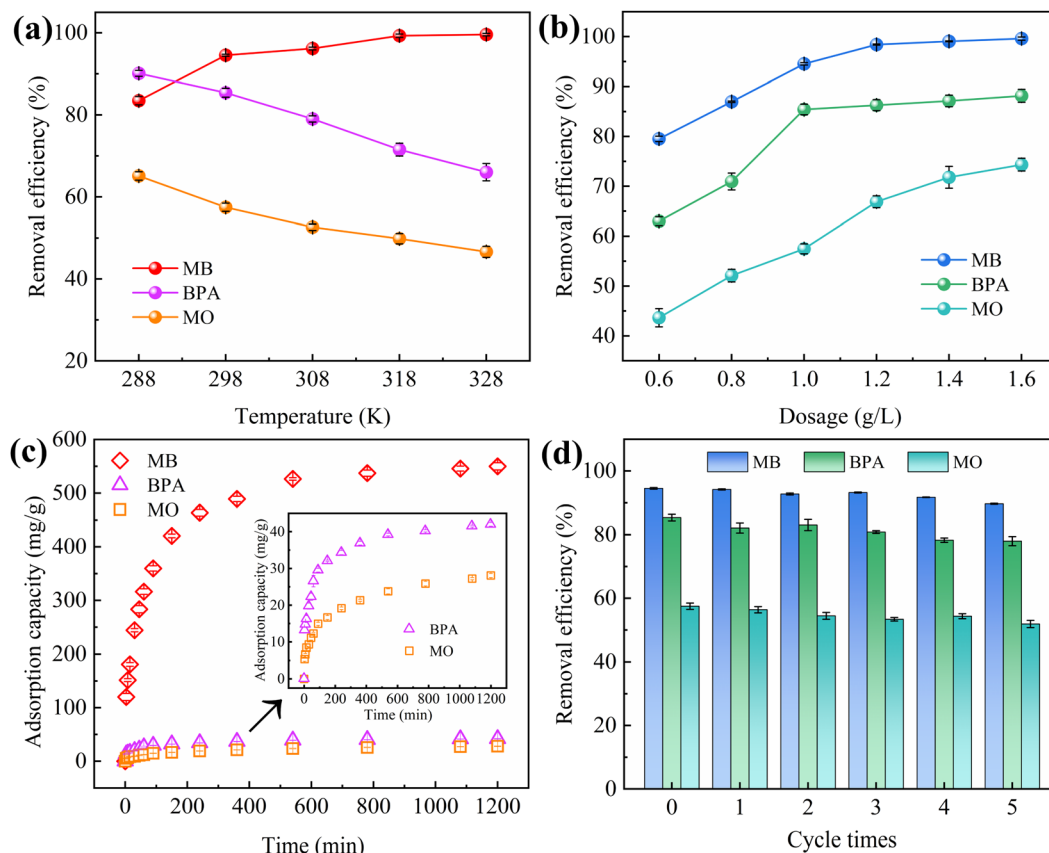 (a)
100
80
60
40
20
Removal efficiency (%)
MB
BPA
MO
288 298 308 318 328
Temperature (K)
(b)
100
90
80
70
60
50
40
Removal efficiency (%)
MB
BPA
MO
0.6 0.8 1.0 1.2 1.4 1.6
Dosage (g/L)
(c)
600
500
400
300
200
100
0
Adsorption capacity (mg/g)
MB
BPA
MO
40
30
20
10
0
Adsorption capacity (mg/g)
BPA
MO
0 200 400 600 800 1000 1200
Time (min)
0 200 400 600 800 1000 1200
Time (min)
(d)
MB BPA MO
100
80
60
40
20
0
Removal efficiency (%)
0 1 2 3 4 5
Cycle times